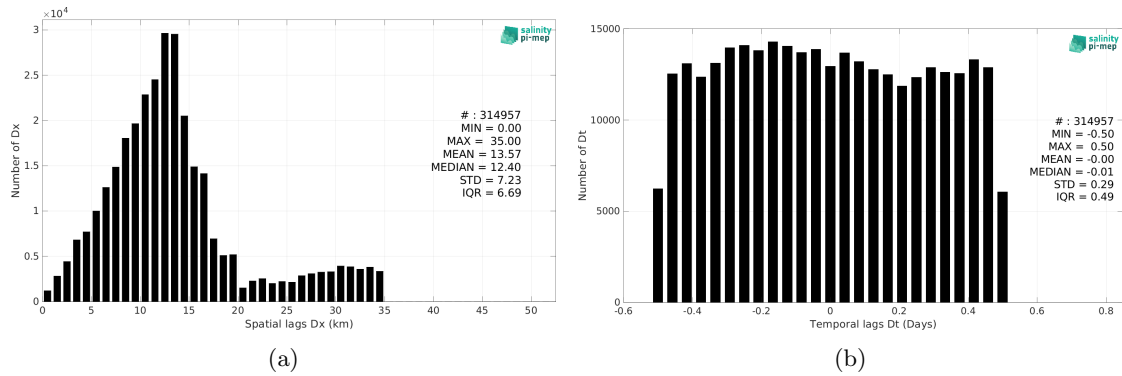 ×10⁴
3
2.5
2
1.5
1
0.5
0
Number of Dx
0 5 10 15 20 25 30 35 40 45 50
Spatial lags Dx (km)
salinity
pi-mep
# : 314957
MIN = 0.00
MAX = 35.00
MEAN = 13.57
MEDIAN = 12.40
STD = 7.23
IQR = 6.69
(a)
15000
10000
5000
0
Number of Dt
-0.6 -0.4 -0.2 0 0.2 0.4 0.6 0.8
Temporal lags Dt (Days)
salinity
pi-mep
# : 314957
MIN = -0.50
MAX = 0.50
MEAN = -0.00
MEDIAN = -0.01
STD = 0.29
IQR = 0.49
(b)